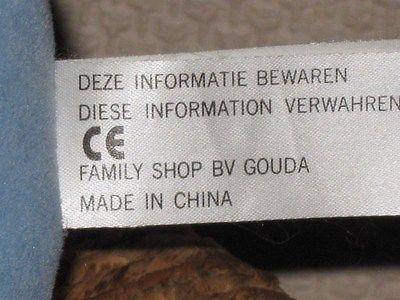 DEZE INFORMATIE BEWAREN
DIESE INFORMATION VERWAHREN
CE
FAMILY SHOP BV GOUDA
MADE IN CHINA